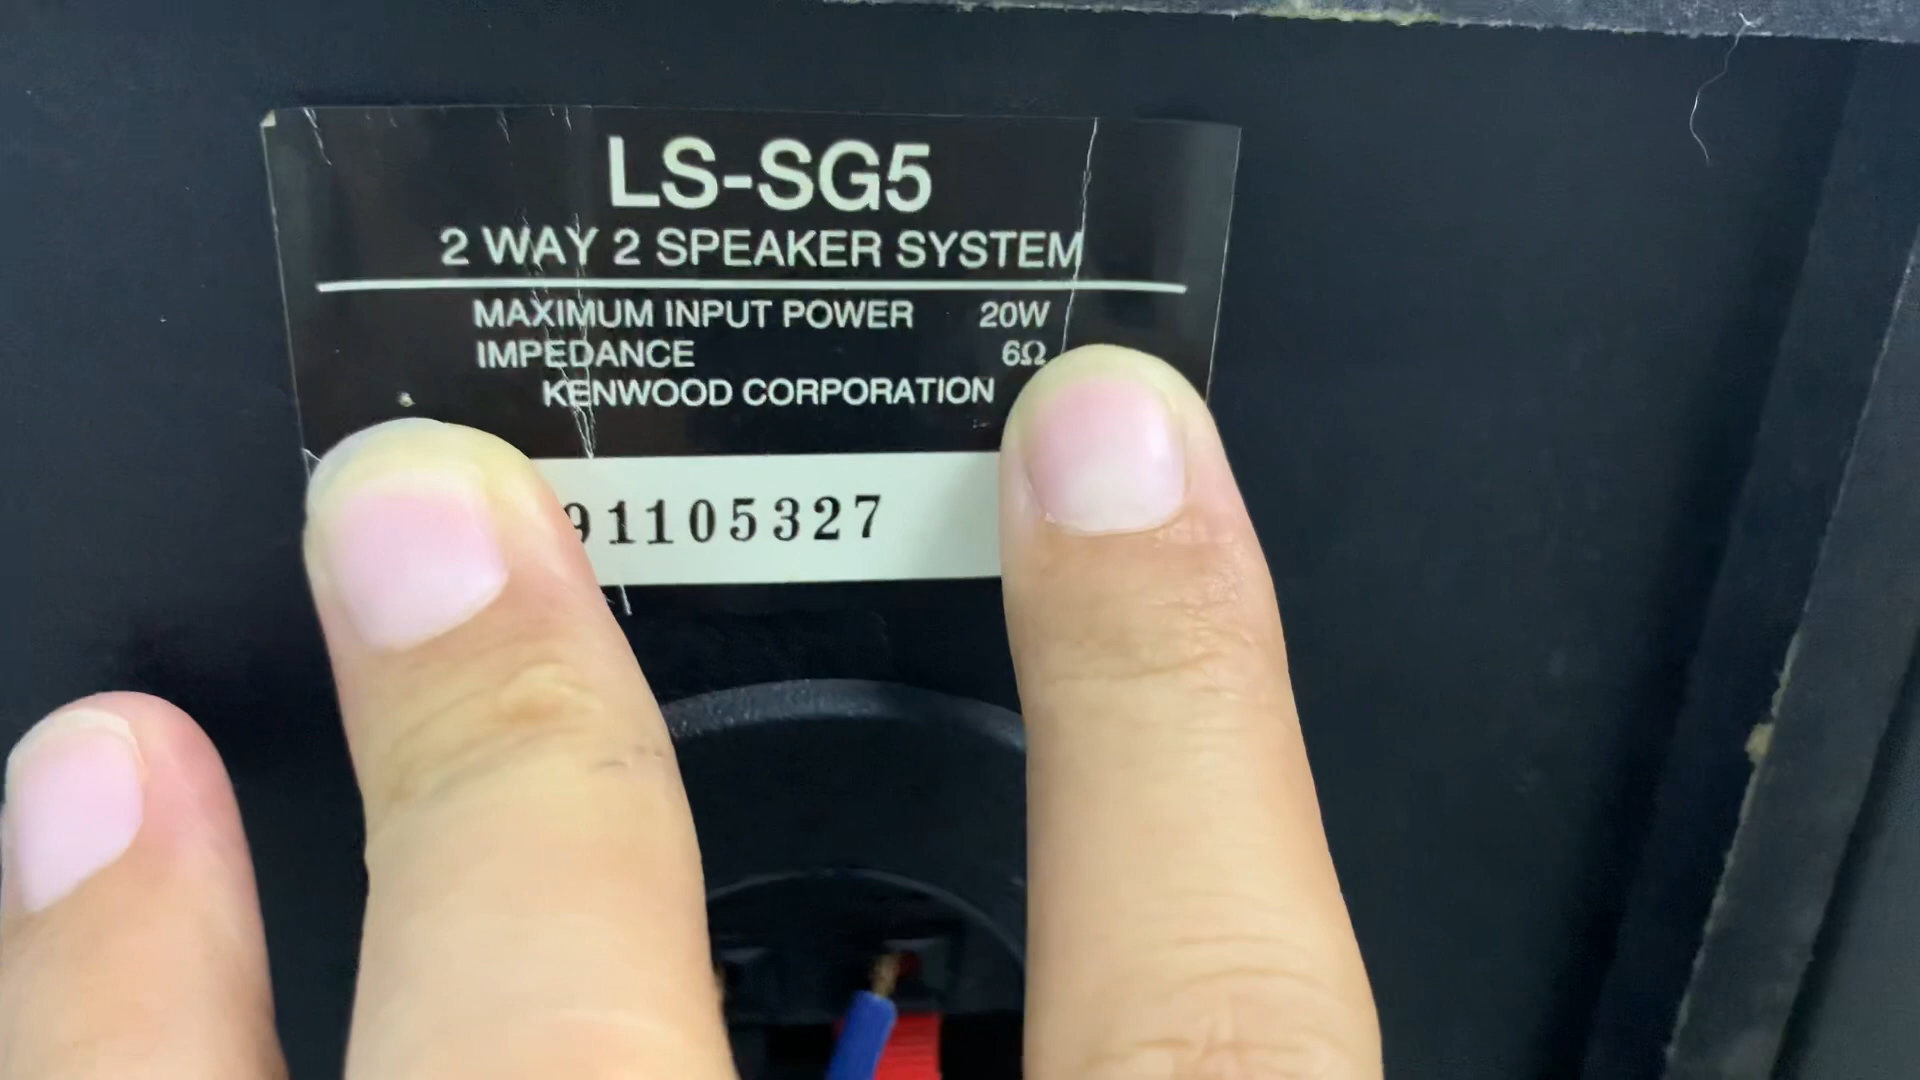 LS-SG5
2 WAY 2 SPEAKER SYSTEM
MAXIMUM INPUT POWER 20W
IMPEDANCE 6Ω
KENWOOD CORPORATION
91105327